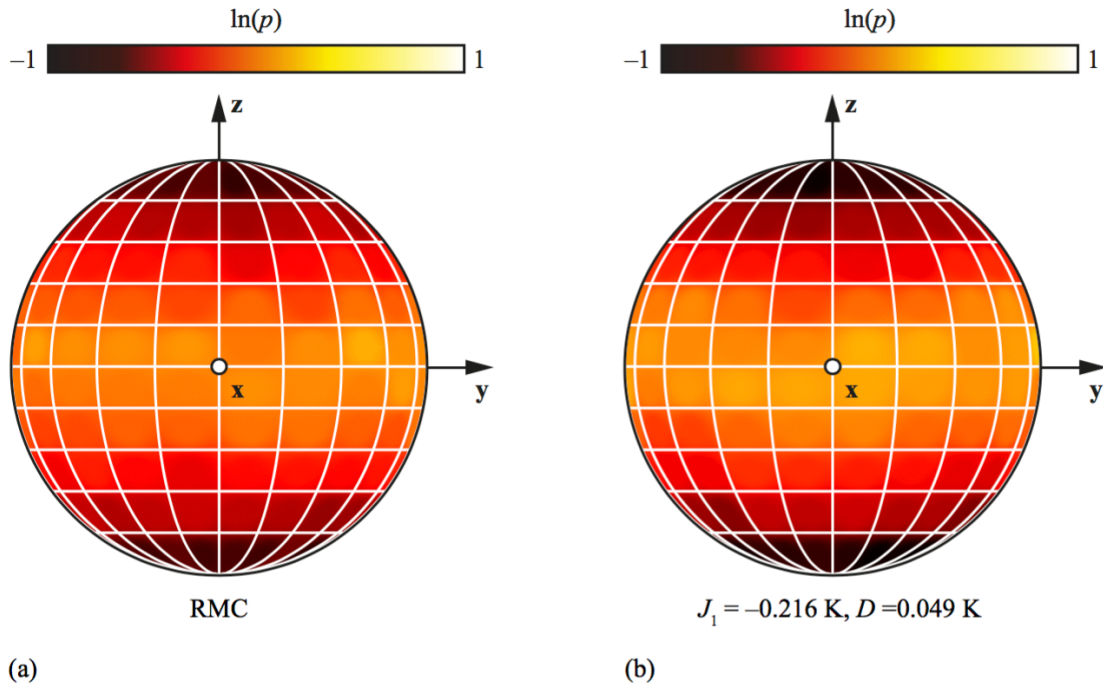 ln(p)
–1 1
z
y
x
RMC
(a)
ln(p)
–1 1
z
y
x
J₁ = –0.216 K, D =0.049 K
(b)